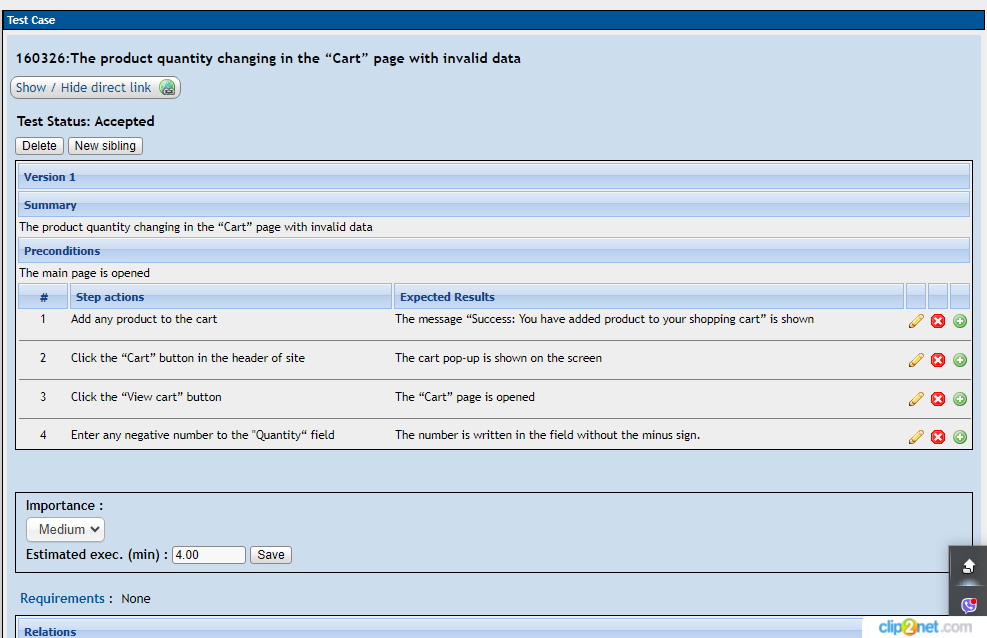 Test Case
160326:The product quantity changing in the “Cart” page with invalid data
Show / Hide direct link
Test Status: Accepted
Delete New sibling
Version 1
Summary
The product quantity changing in the “Cart” page with invalid data
Preconditions
The main page is opened
# Step actions Expected Results
1 Add any product to the cart The message “Success: You have added product to your shopping cart” is shown
2 Click the “Cart” button in the header of site The cart pop-up is shown on the screen
3 Click the “View cart” button The “Cart” page is opened
4 Enter any negative number to the "Quantity“ field The number is written in the field without the minus sign.
Importance :
Medium
Estimated exec. (min) : 4.00 Save
Requirements : None
Relations
clip2net.com